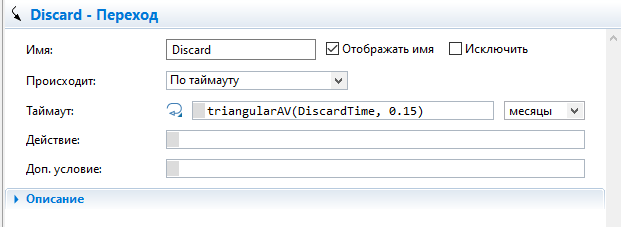 Discard - Переход
Имя: Discard Отображать имя Исключить
Происходит: По таймауту
Таймаут: triangularAV(DiscardTime, 0.15) месяцы
Действие:
Доп. условие:
Описание